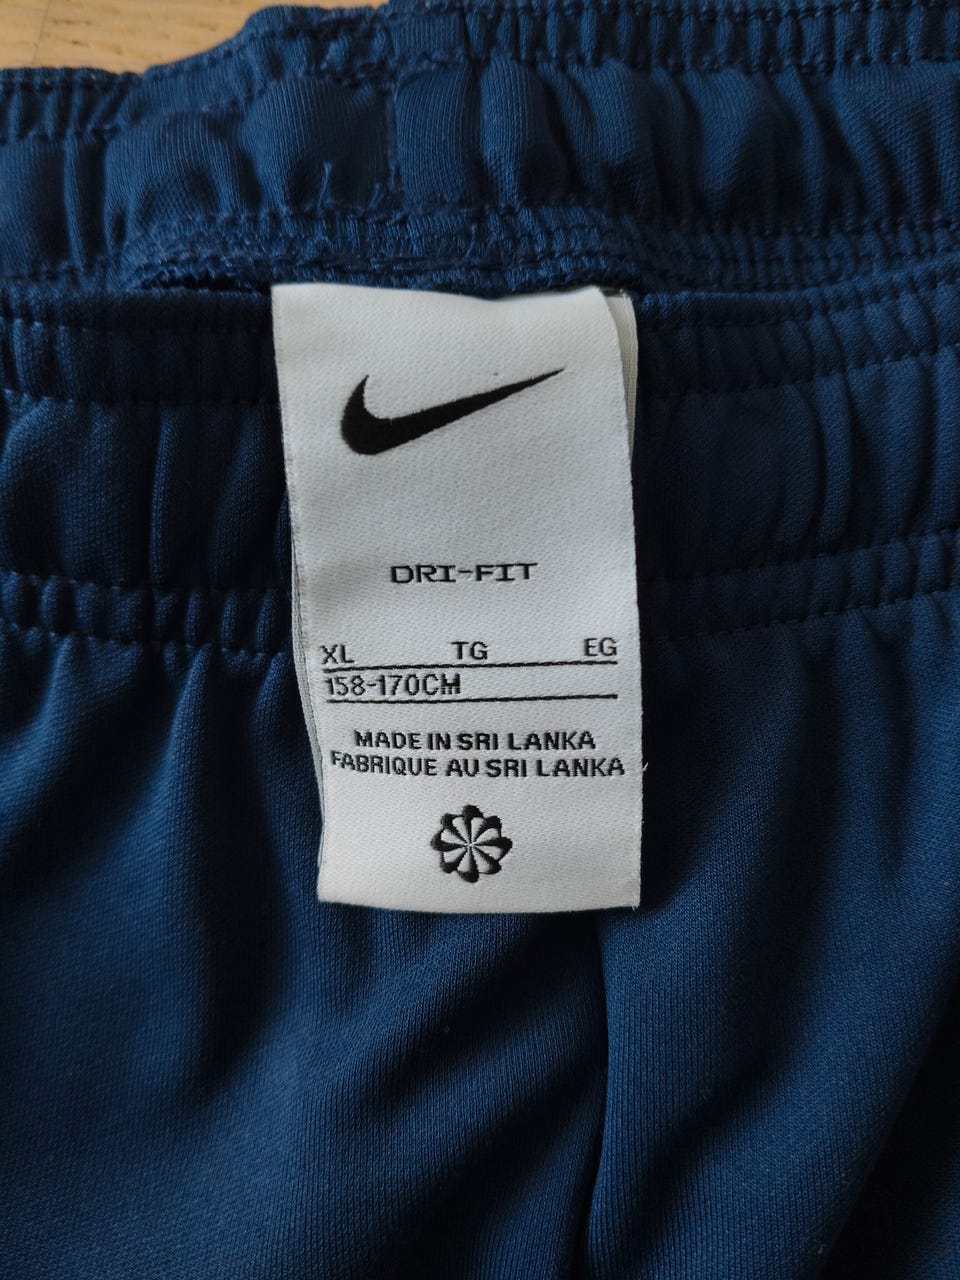 DRI-FIT
XL TG EG
158-170CM
MADE IN SRI LANKA
FABRIQUE AU SRI LANKA